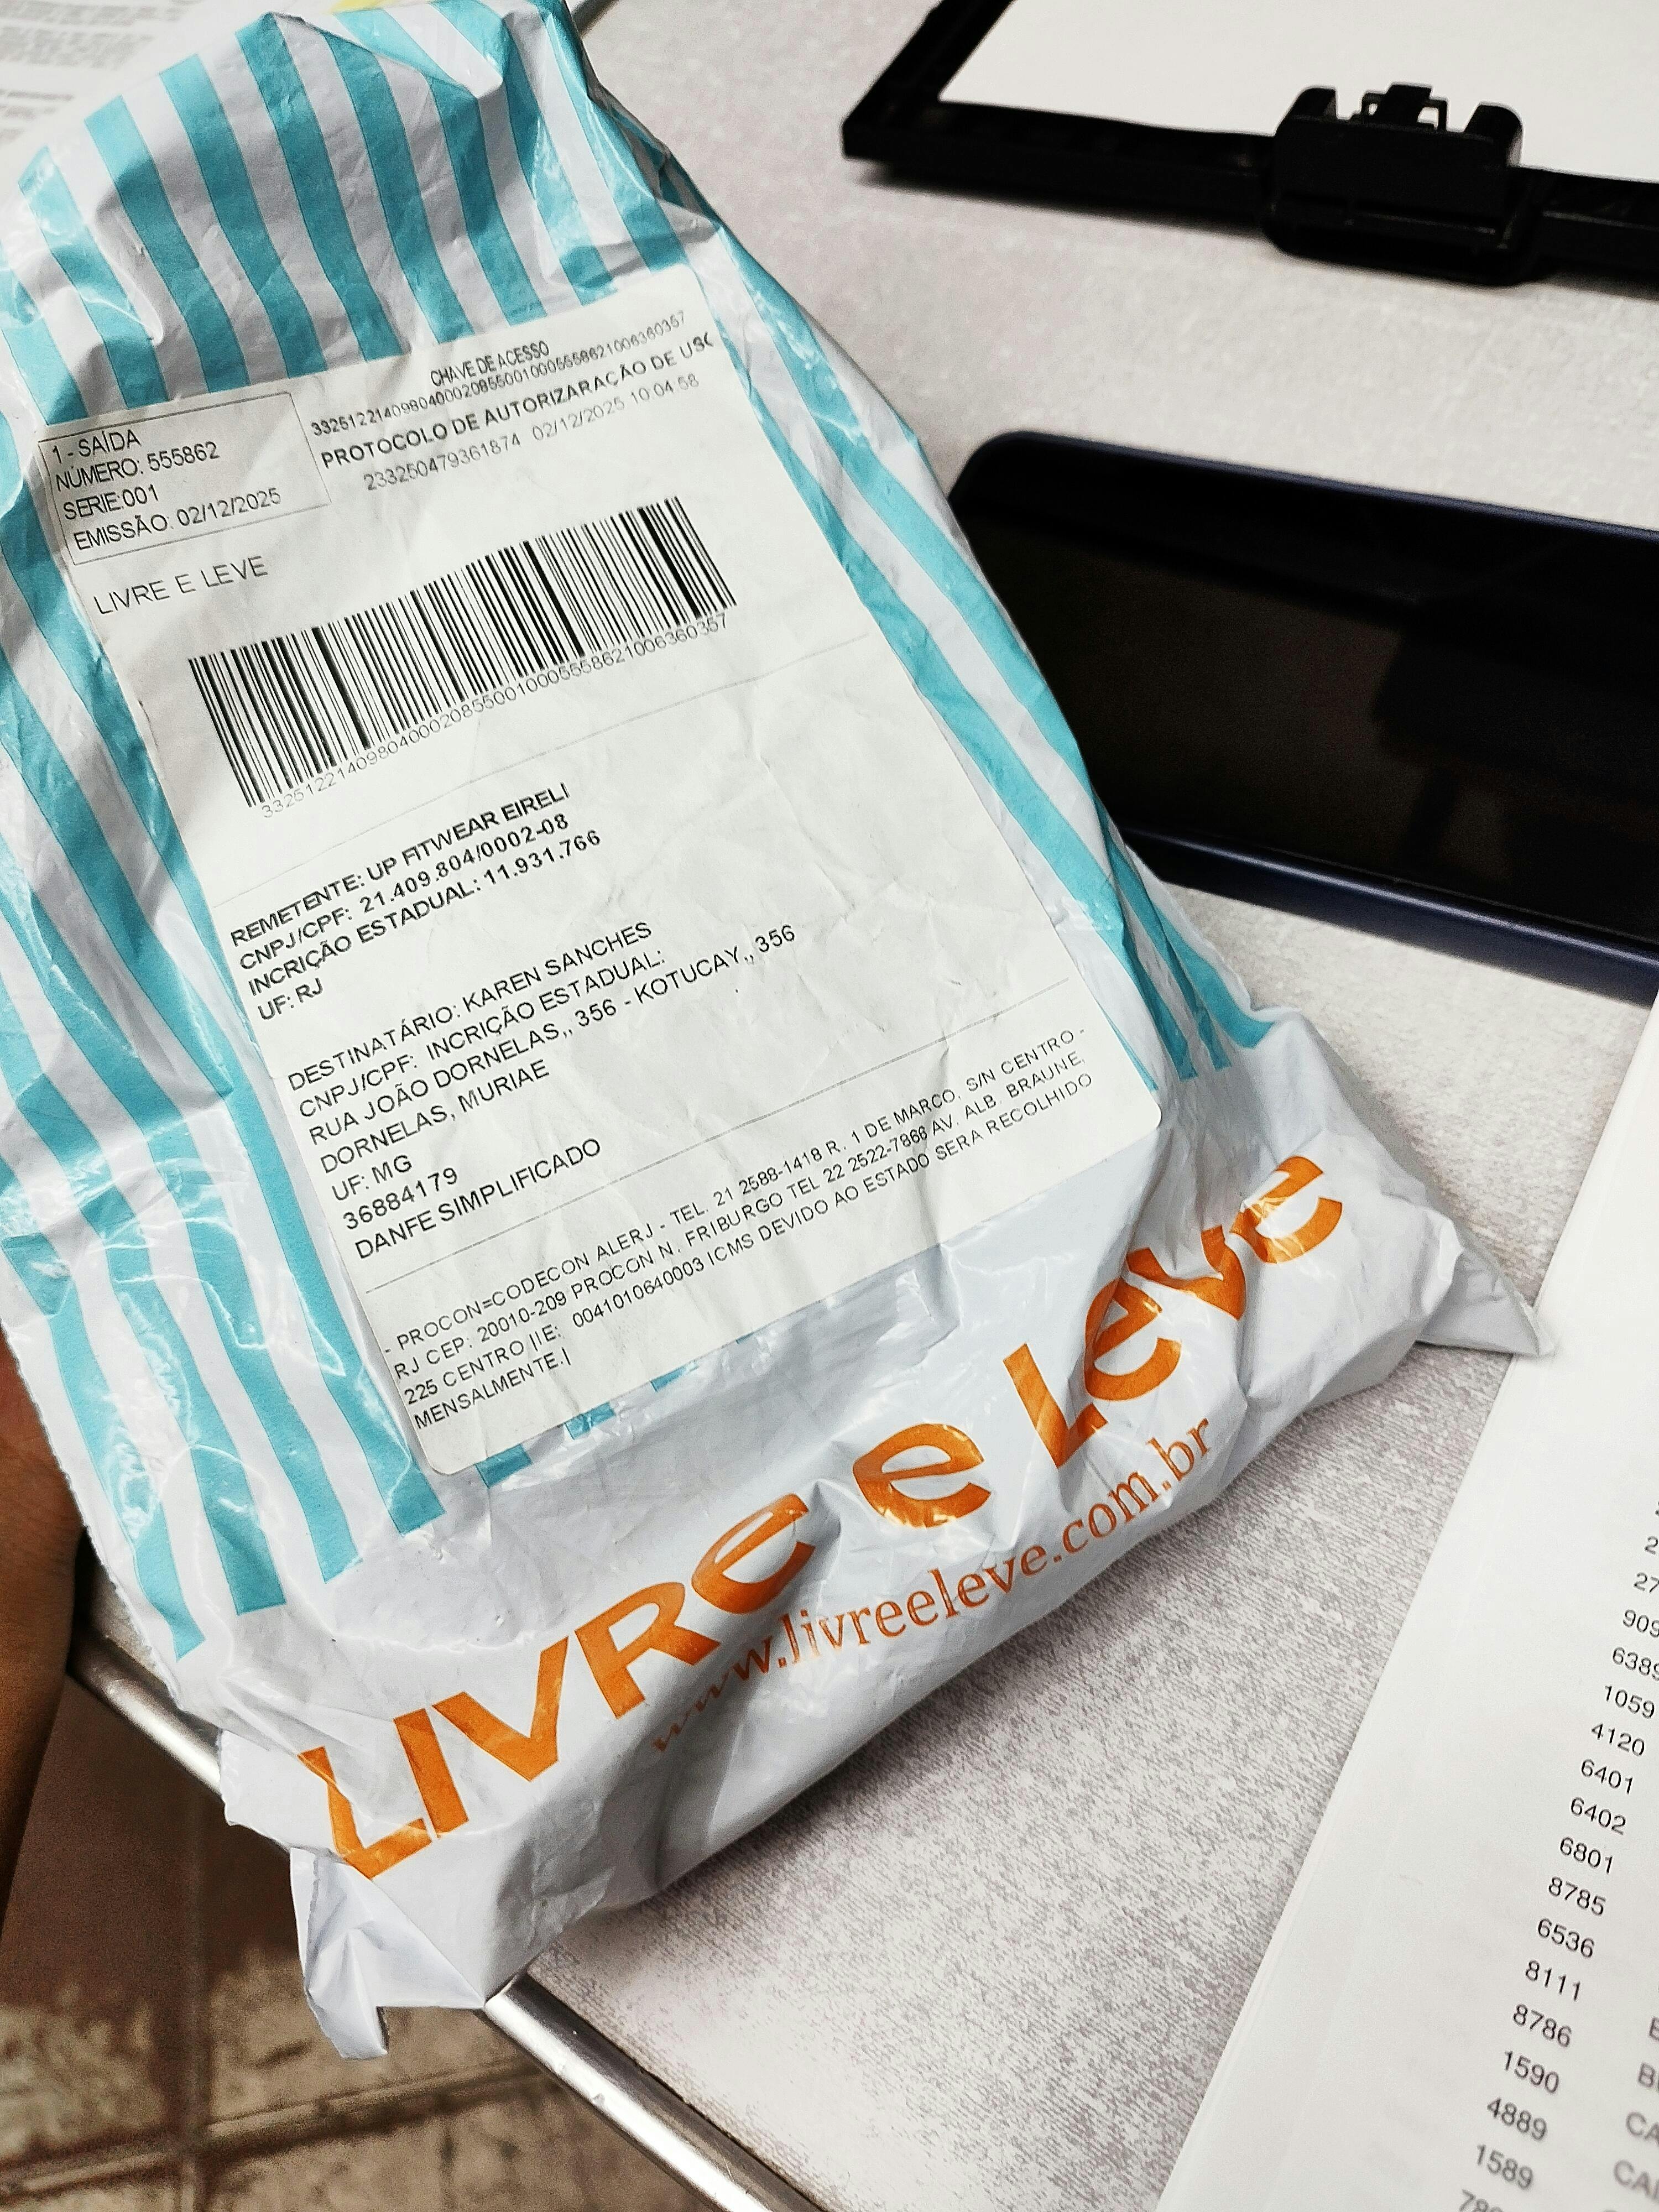 1 - SAÍDA
NÚMERO: 555862
SERIE:001
EMISSÃO: 02/12/2025
CHAVE DE ACESSO
33251221409804000208550010005558621006360357
PROTOCOLO DE AUTORIZARAÇÃO DE USO
233250479361874 02/12/2025 10:04:58
LIVRE E LEVE
33251221409804000208550010005558621006360357
REMETENTE: UP FITWEAR EIRELI
CNPJ/CPF: 21.409.804/0002-08
INCRIÇÃO ESTADUAL: 11.931.766
UF: RJ
DESTINATÁRIO: KAREN SANCHES
CNPJ/CPF: INCRIÇÃO ESTADUAL:
RUA JOÃO DORNELAS,, 356 - KOTUCAY,, 356
DORNELAS, MURIAE
UF: MG
36884179
DANFE SIMPLIFICADO
- PROCON=CODECON ALERJ - TEL. 21 2588-1418 R. 1 DE MARCO, S/N CENTRO -
RJ CEP: 20010-209 PROCON N. FRIBURGO TEL 22 2522-7866 AV. ALB. BRAUNE,
225 CENTRO |IE: 0041010640003 ICMS DEVIDO AO ESTADO SERA RECOLHIDO
MENSALMENTE.|
LIVRe e Leve
www.livreeleve.com.br
27
909
6389
1059
4120
6401
6402
6801
8785
6536
8111
8786
1590
4889
1589